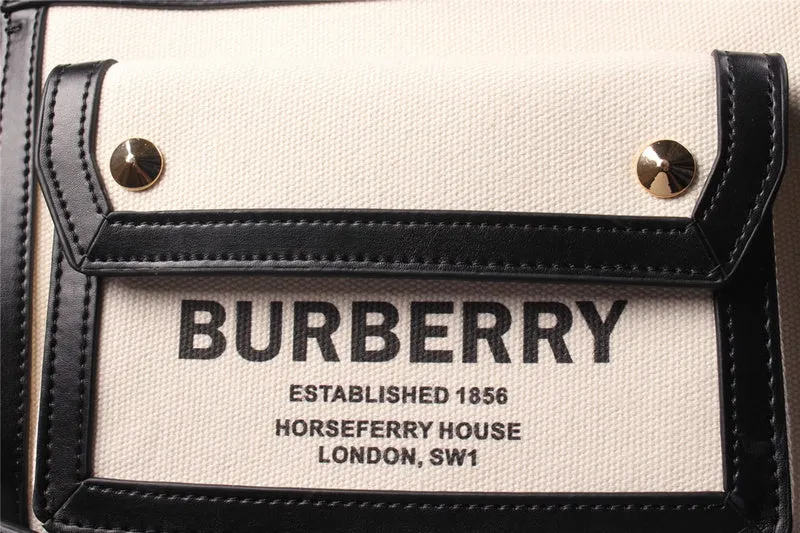 BURBERRY
ESTABLISHED 1856
HORSEFERRY HOUSE
LONDON, SW1